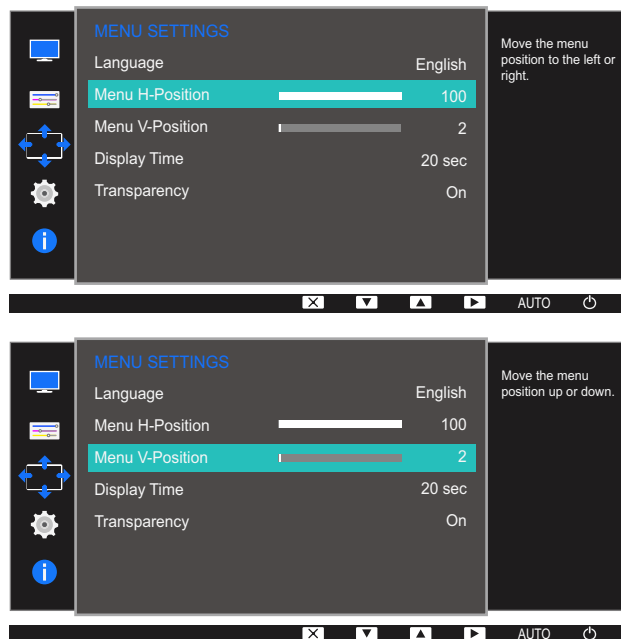 MENU SETTINGS
Language English
Menu H-Position 100
Menu V-Position 2
Display Time 20 sec
Transparency On
Move the menu
position to the left or
right.
AUTO
MENU SETTINGS
Language English
Menu H-Position 100
Menu V-Position 2
Display Time 20 sec
Transparency On
Move the menu
position up or down.
AUTO